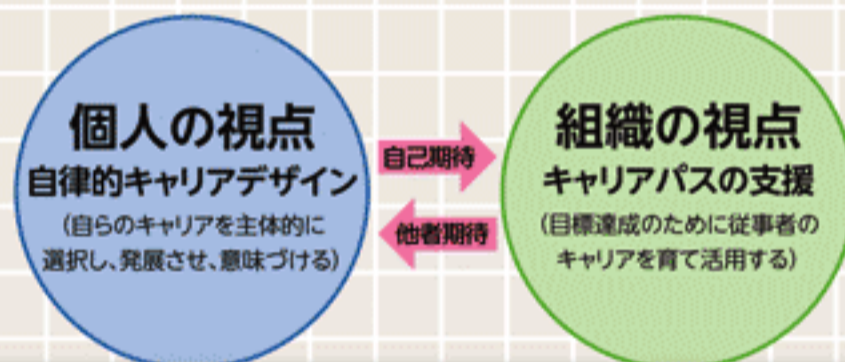 個人の視点
自律的キャリアデザイン
(自らのキャリアを主体的に
選択し、発展させ、意味づける)
自己期待
他者期待
組織の視点
キャリアパスの支援
(目標達成のために従事者の
キャリアを育て活用する)